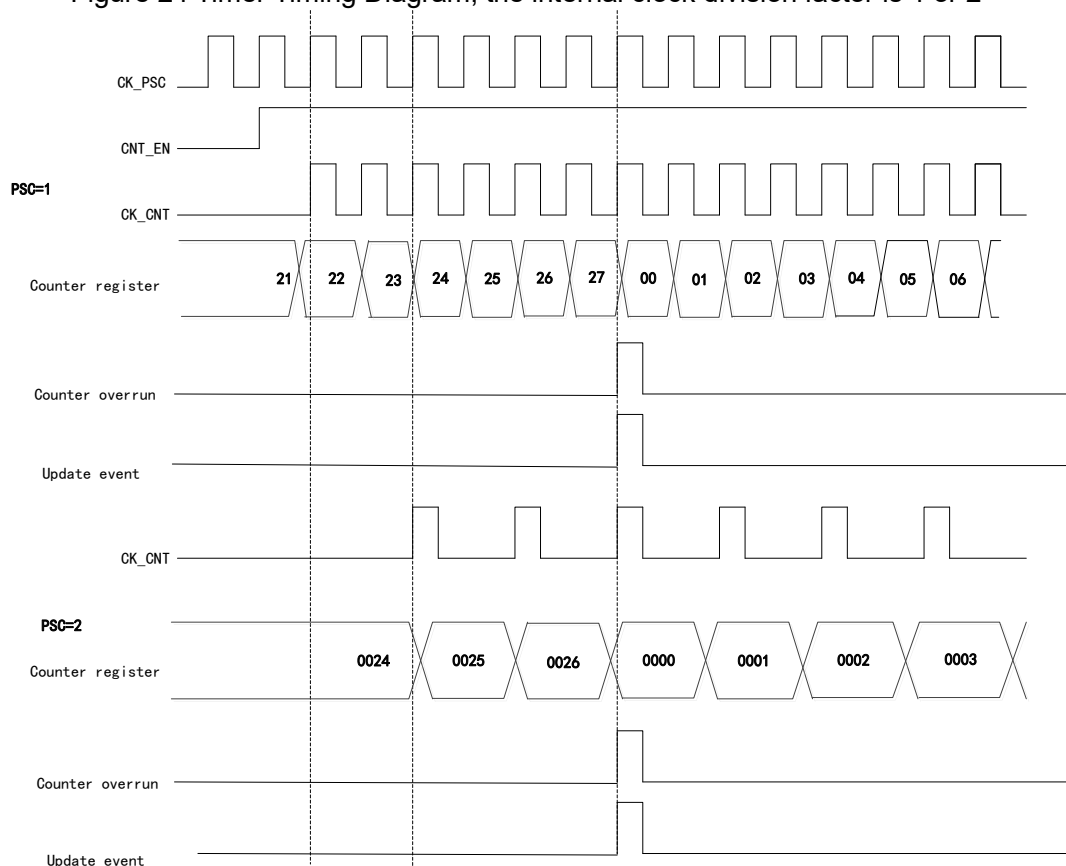 Figure 21 Timer Timing Diagram, the internal clock division factor is 1 or 2
CK_PSC
CNT_EN
PSC=1
CK_CNT
Counter register 21 22 23 24 25 26 27 00 01 02 03 04 05 06
Counter overrun
Update event
CK_CNT
PSC=2
Counter register 0024 0025 0026 0000 0001 0002 0003
Counter overrun
Update event